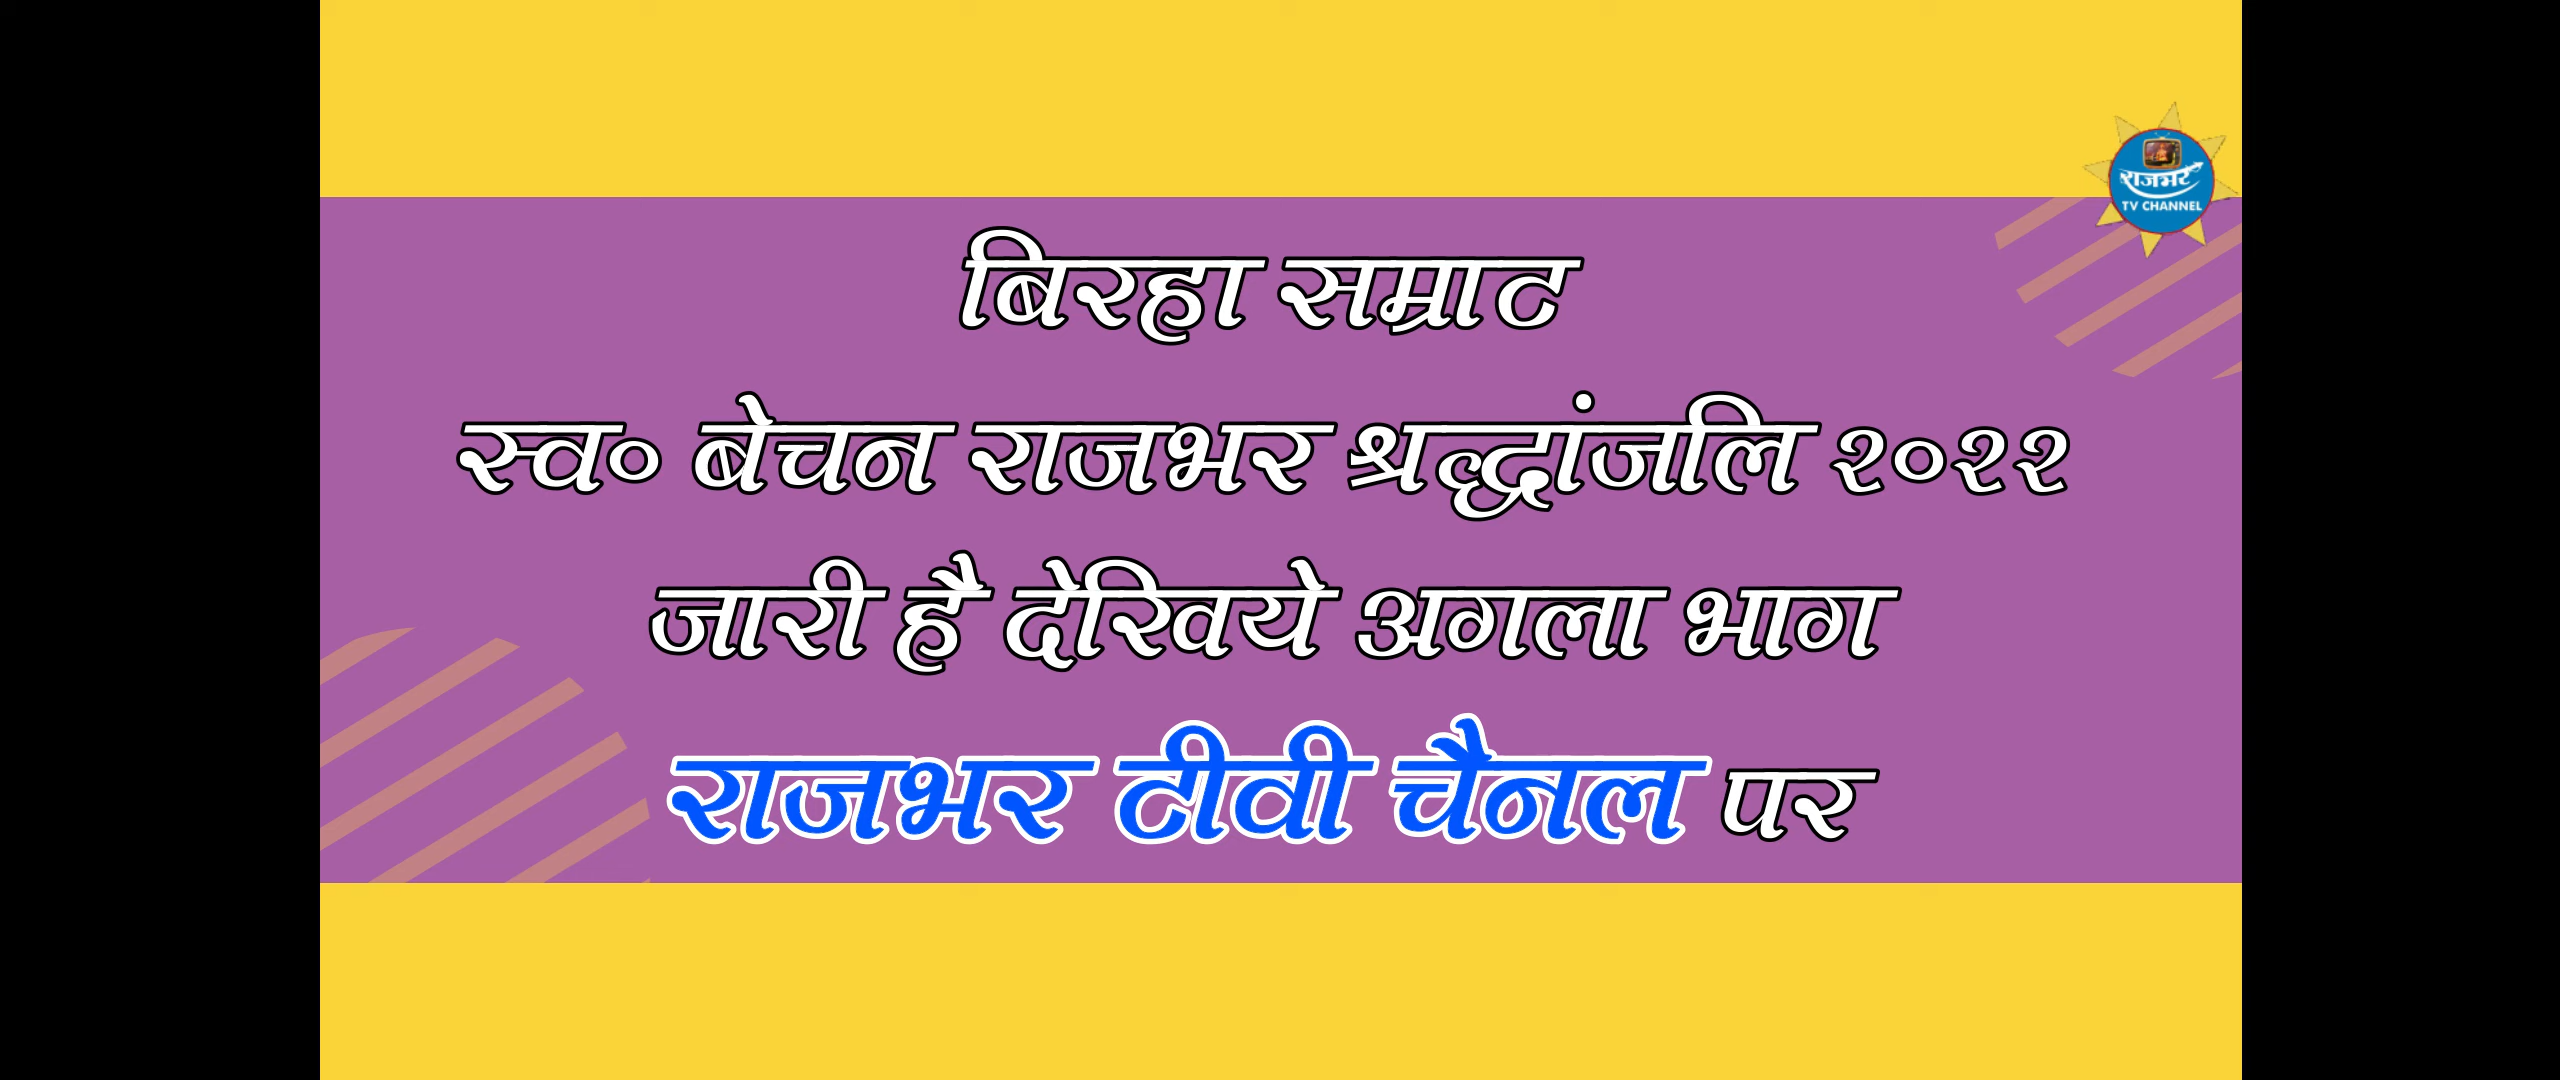 राजभर
TV CHANNEL
बिरहा सम्राट
स्व० बेचन राजभर श्रद्धांजलि २०२२
जारी है देखिये अगला भाग
राजभर टीवी चैनल पर